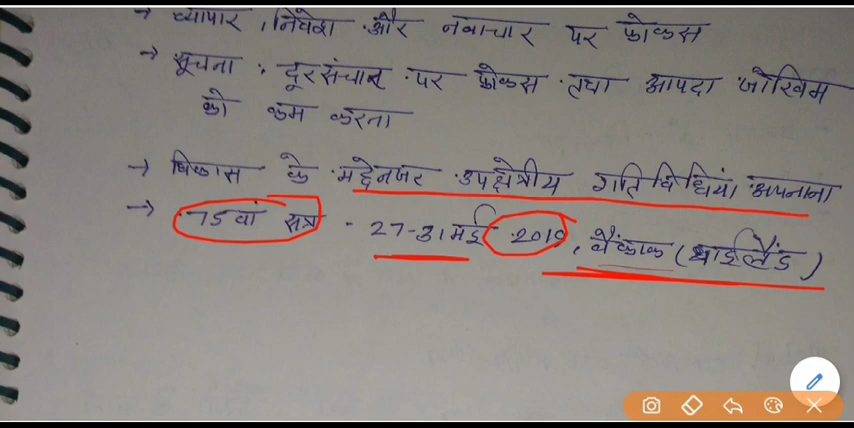 → व्यापार, निवेश और नवाचार पर फोकस
→ सूचना, दूरसंचार पर फोकस तथा आपदा जोखिम
को कम करना
→ विकास के मद्देनजर उपक्षेत्रीय गतिविधियां अपनाना
→ 75वां सत्र - 27-31 मई 2019, बैंकाक (थाईलैंड)